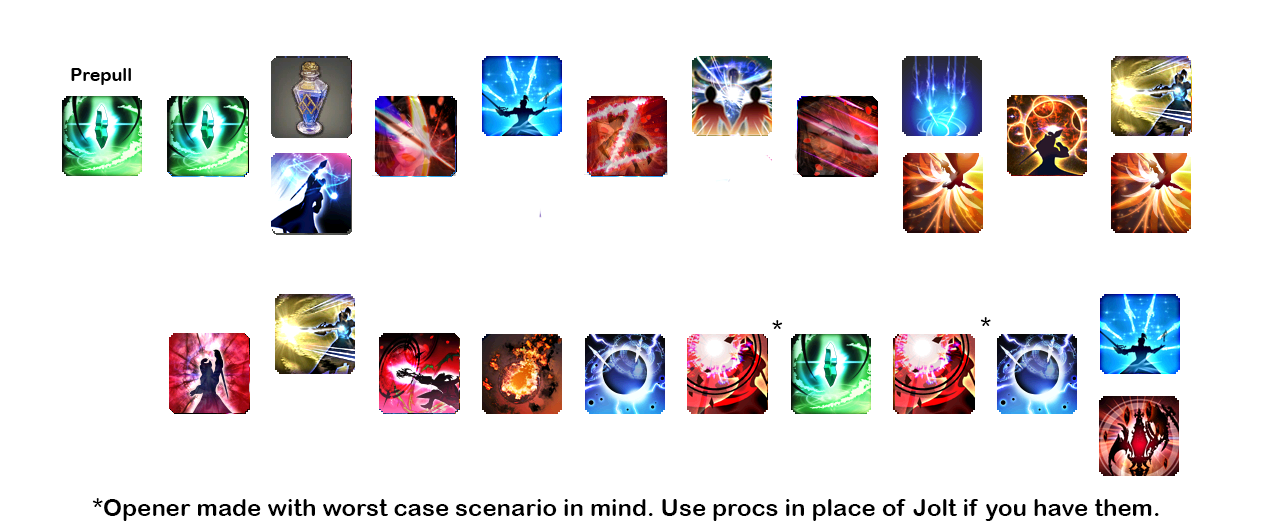 Prepull
*
*
*Opener made with worst case scenario in mind. Use procs in place of Jolt if you have them.